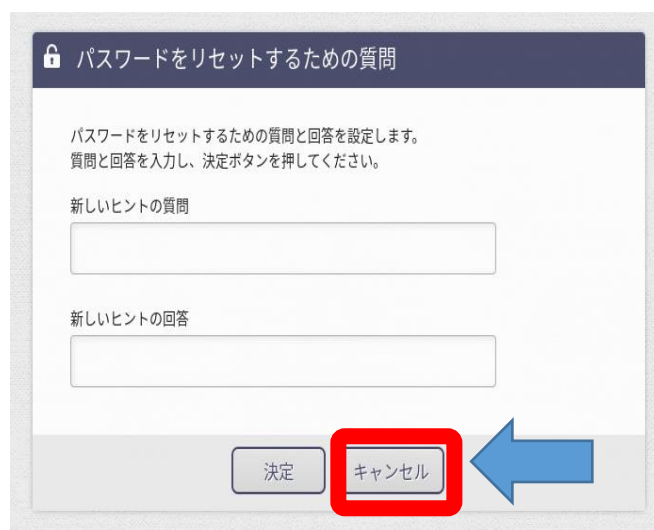 パスワードをリセットするための質問
パスワードをリセットするための質問と回答を設定します。
質問と回答を入力し、決定ボタンを押してください。
新しいヒントの質問
新しいヒントの回答
決定
キャンセル